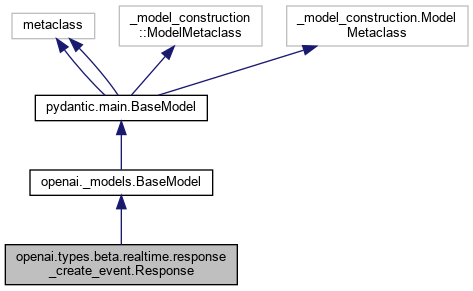 metaclass
_model_construction
::ModelMetaclass
_model_construction.Model
Metaclass
pydantic.main.BaseModel
openai._models.BaseModel
openai.types.beta.realtime.response
_create_event.Response